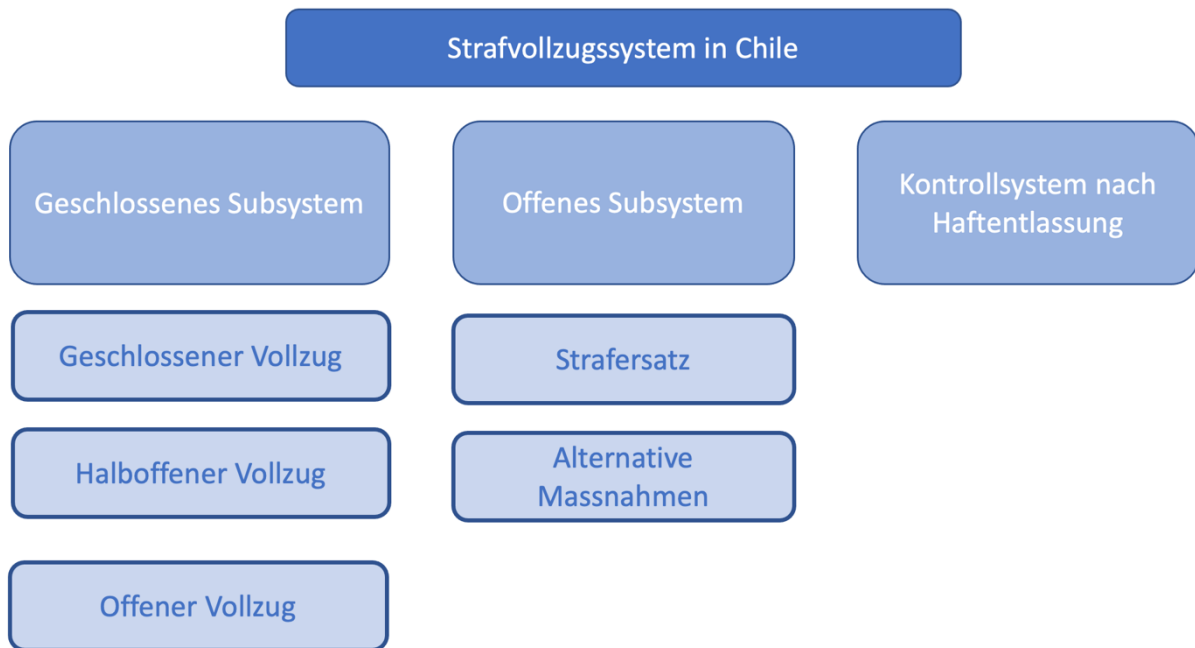 Strafvollzugssystem in Chile
Geschlossenes Subsystem
Offenes Subsystem
Kontrollsystem nach
Haftentlassung
Geschlossener Vollzug
Strafersatz
Halboffener Vollzug
Alternative
Massnahmen
Offener Vollzug